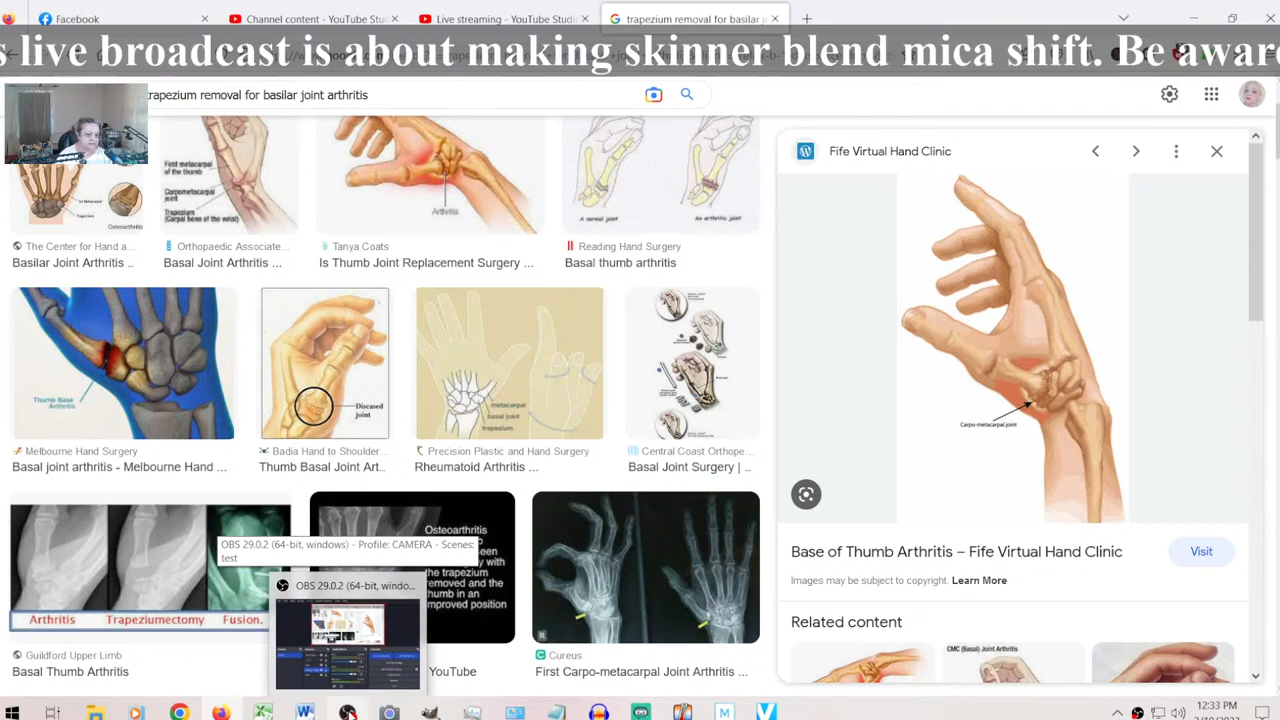 Facebook
Channel content - YouTube Stu
Live streaming - YouTube Studi
trapezium removal for basilar jo
s live broadcast is about making skinner blend mica shift. Be awar
trapezium removal for basilar joint arthritis
First metacarpal of the thumb
Carpometacarpal joint
Trapezium (Carpal bone of the wrist)
Trapezium
Osteoarthritis
Arthritis
A normal joint
An arthritic joint
The Center for Hand a...
Basilar Joint Arthritis ..
Orthopaedic Associate...
Basal Joint Arthritis ...
Tanya Coats
Is Thumb Joint Replacement Surgery ...
Reading Hand Surgery
Basal thumb arthritis
Thumb Base
Arthritis
Diseased
joint
metacarpal
basal joint
trapezium
Melbourne Hand Surgery
Basal joint arthritis - Melbourne Hand ...
Badia Hand to Shoulder...
Thumb Basal Joint Art...
Precision Plastic and Hand Surgery
Rheumatoid Arthritis ...
Central Coast Orthope...
Basal Joint Surgery | ...
Osteoarthritis
een
y with
the trapezium
removed and the
thumb in an
improved position
OBS 29.0.2 (64-bit, windows) - Profile: CAMERA - Scenes:
test
OBS 29.0.2 (64-bit, windo...
Arthritis
Trapeziumectomy
Fusion.
R
Guildford Upper Limb
Basal Thumb arthritis
YouTube
Cureus
First Carpo-metacarpal Joint Arthritis ...
Fife Virtual Hand Clinic
Carpo-metacarpal joint
Base of Thumb Arthritis – Fife Virtual Hand Clinic
Visit
Images may be subject to copyright. Learn More
Related content
CMC (Basal) Joint Arthritis
12:33 PM